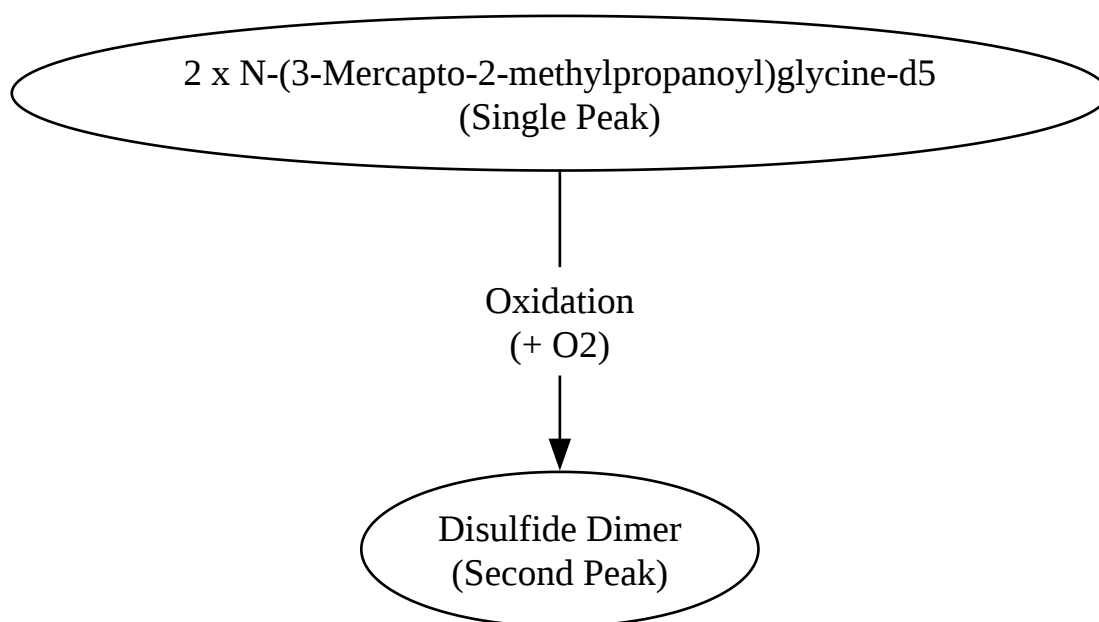 2 x N-(3-Mercapto-2-methylpropanoyl)glycine-d5
(Single Peak)
Oxidation
(+ O2)
Disulfide Dimer
(Second Peak)